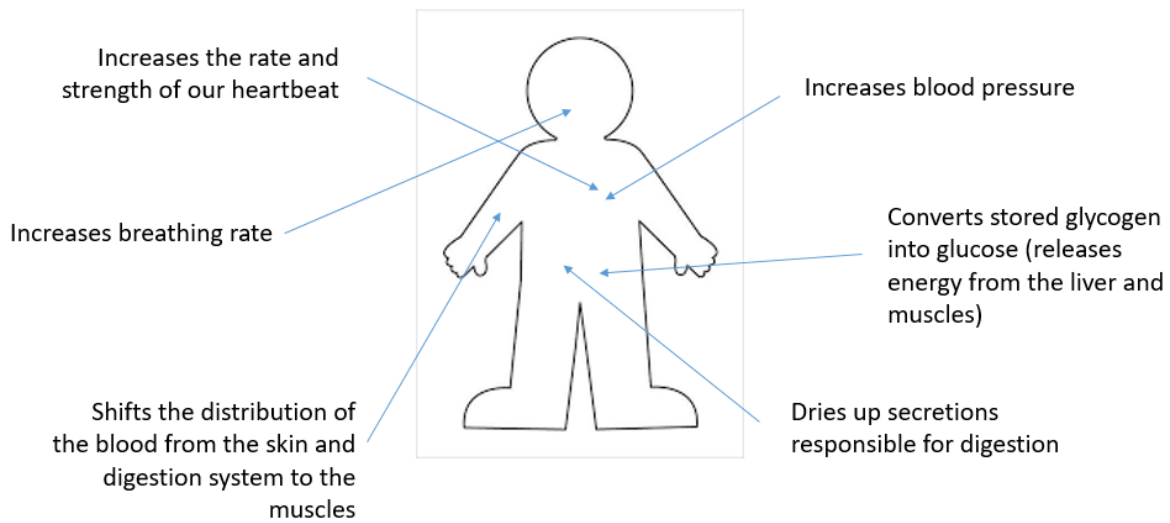 Increases the rate and
strength of our heartbeat
Increases blood pressure
Increases breathing rate
Converts stored glycogen
into glucose (releases
energy from the liver and
muscles)
Shifts the distribution of
the blood from the skin and
digestion system to the
muscles
Dries up secretions
responsible for digestion